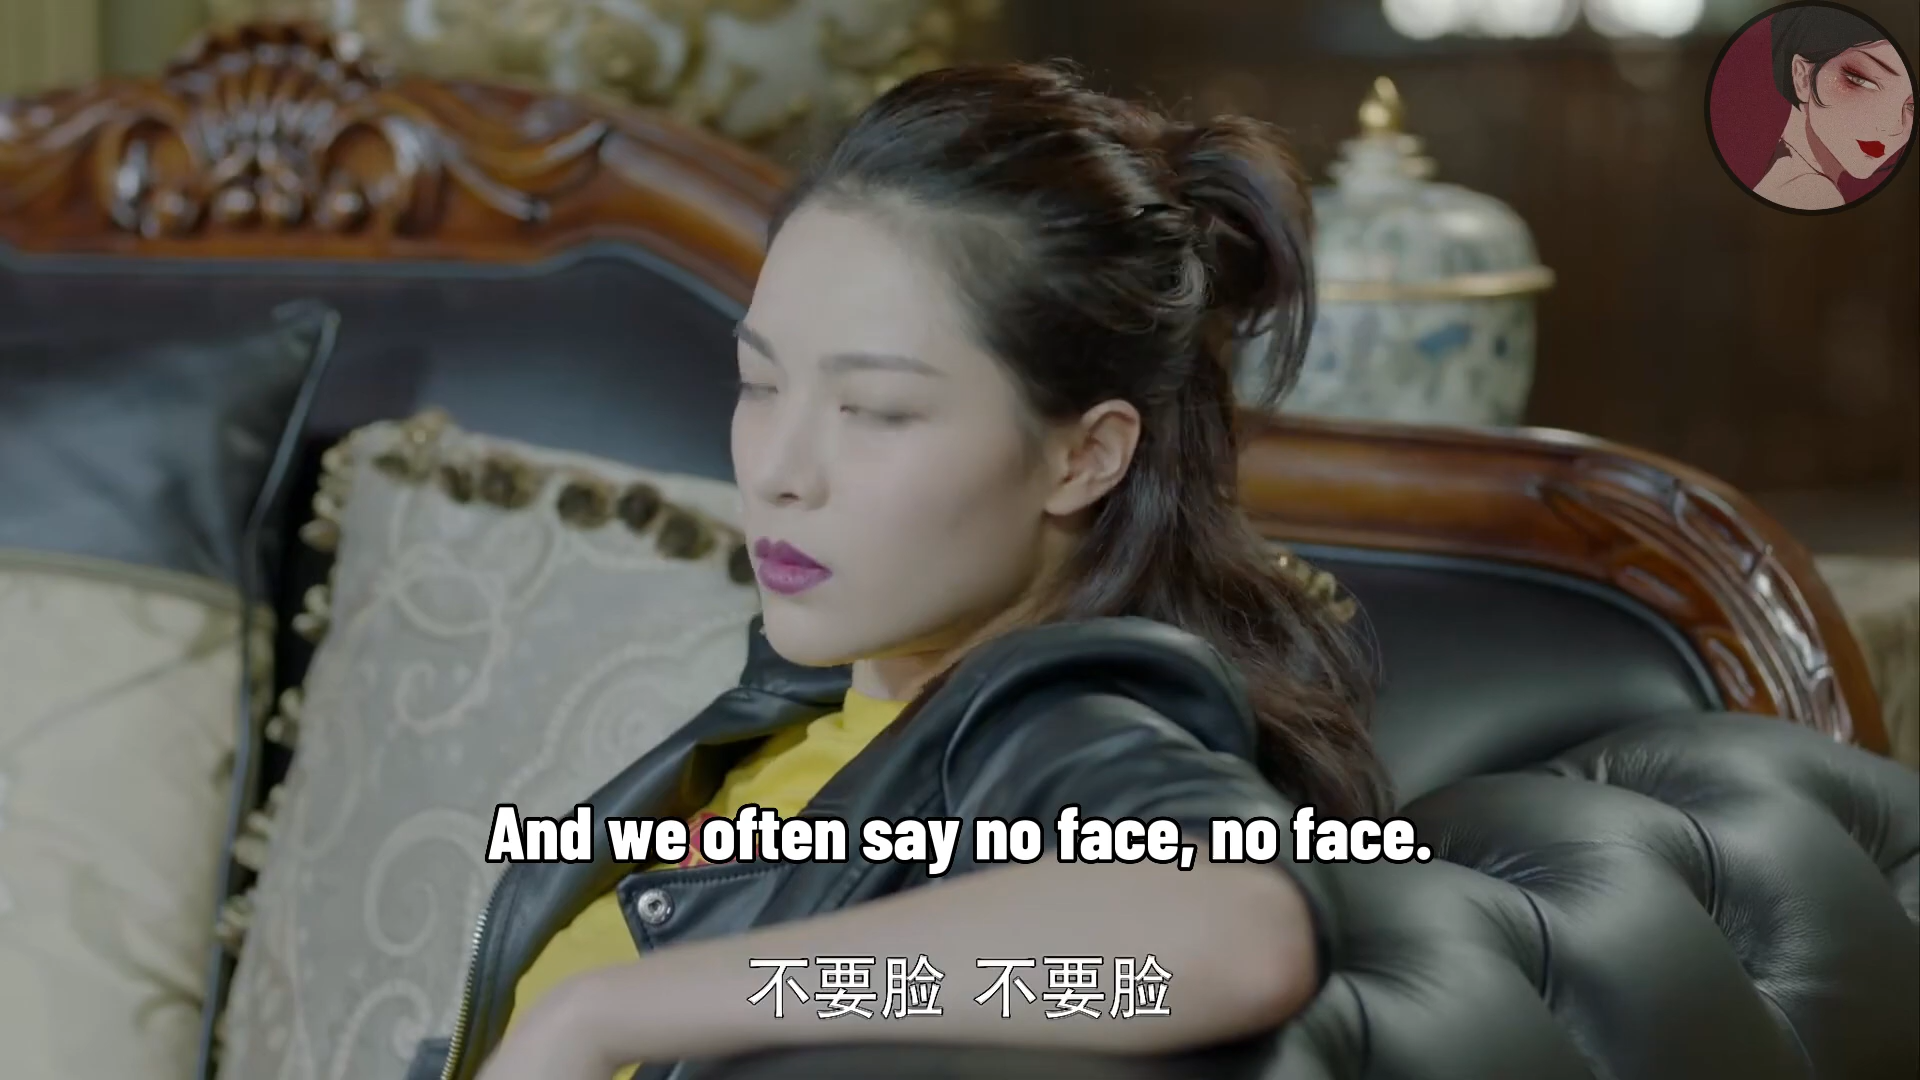 And we often say no face, no face.
不要脸 不要脸